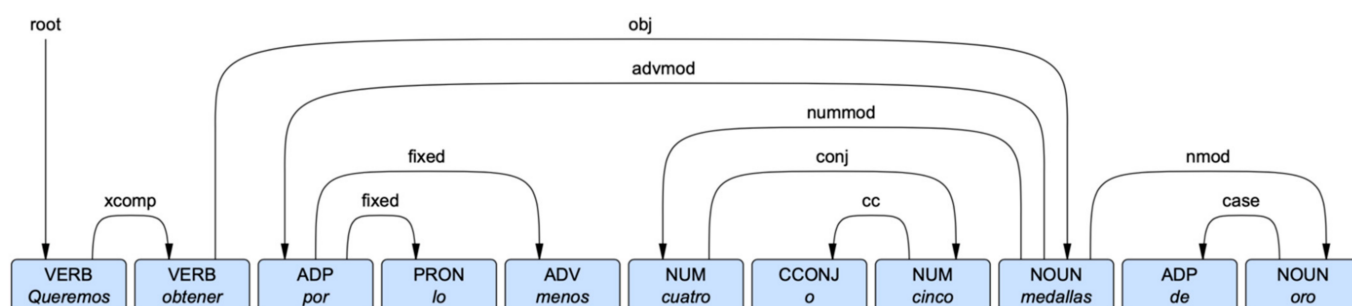 root obj
advmod
nummod
fixed conj nmod
xcomp fixed cc case
VERB VERB ADP PRON ADV NUM CCONJ NUM NOUN ADP NOUN
Queremos obtener por lo menos cuatro o cinco medallas de oro